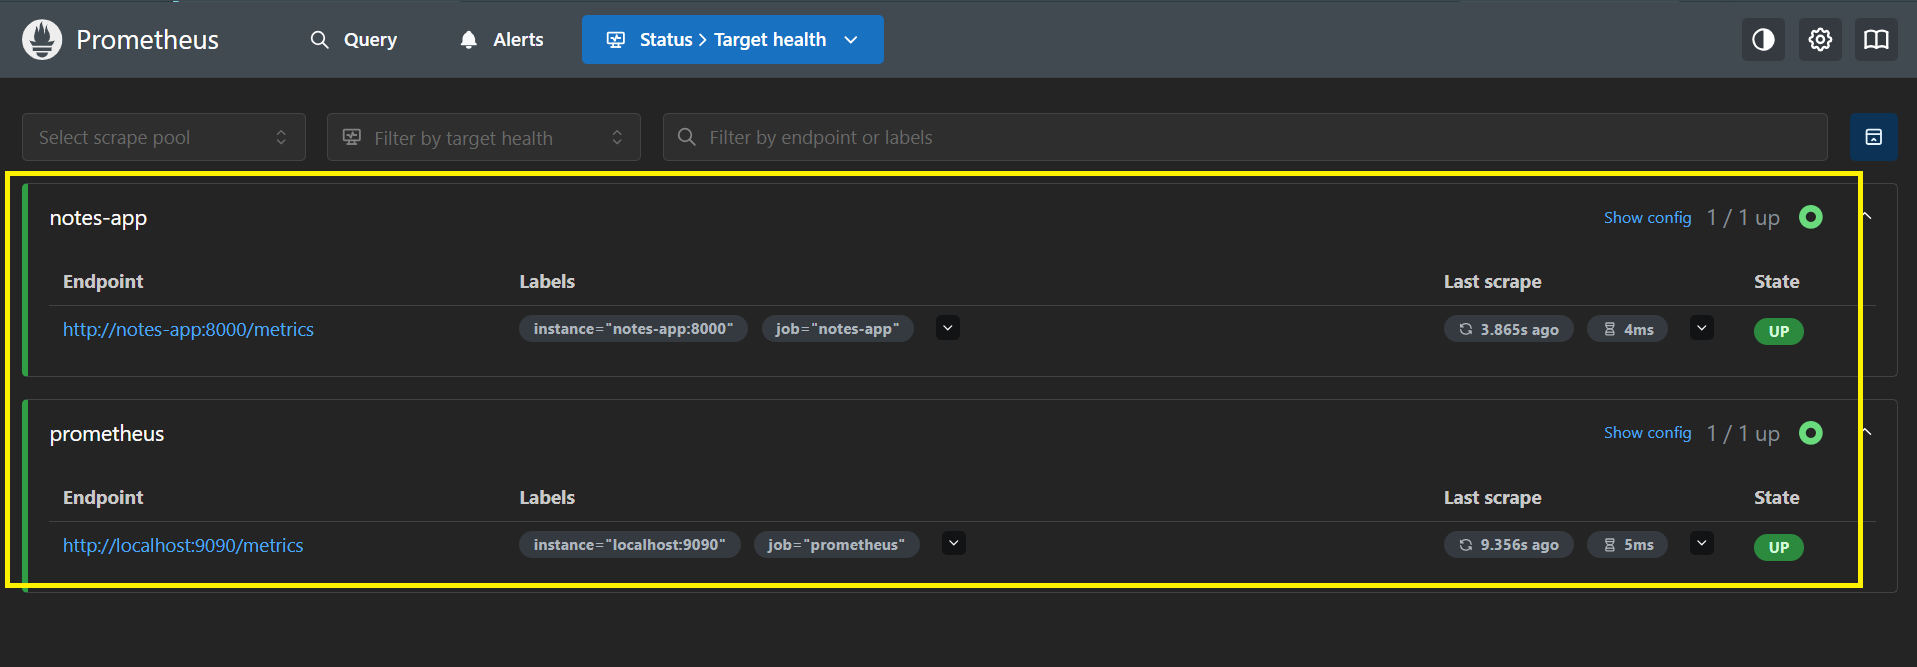 Prometheus Query Alerts Status > Target health
Select scrape pool Filter by target health Filter by endpoint or labels
notes-app Show config 1 / 1 up
Endpoint Labels Last scrape State
http://notes-app:8000/metrics instance="notes-app:8000" job="notes-app" 3.865s ago 4ms UP
prometheus Show config 1 / 1 up
Endpoint Labels Last scrape State
http://localhost:9090/metrics instance="localhost:9090" job="prometheus" 9.356s ago 5ms UP